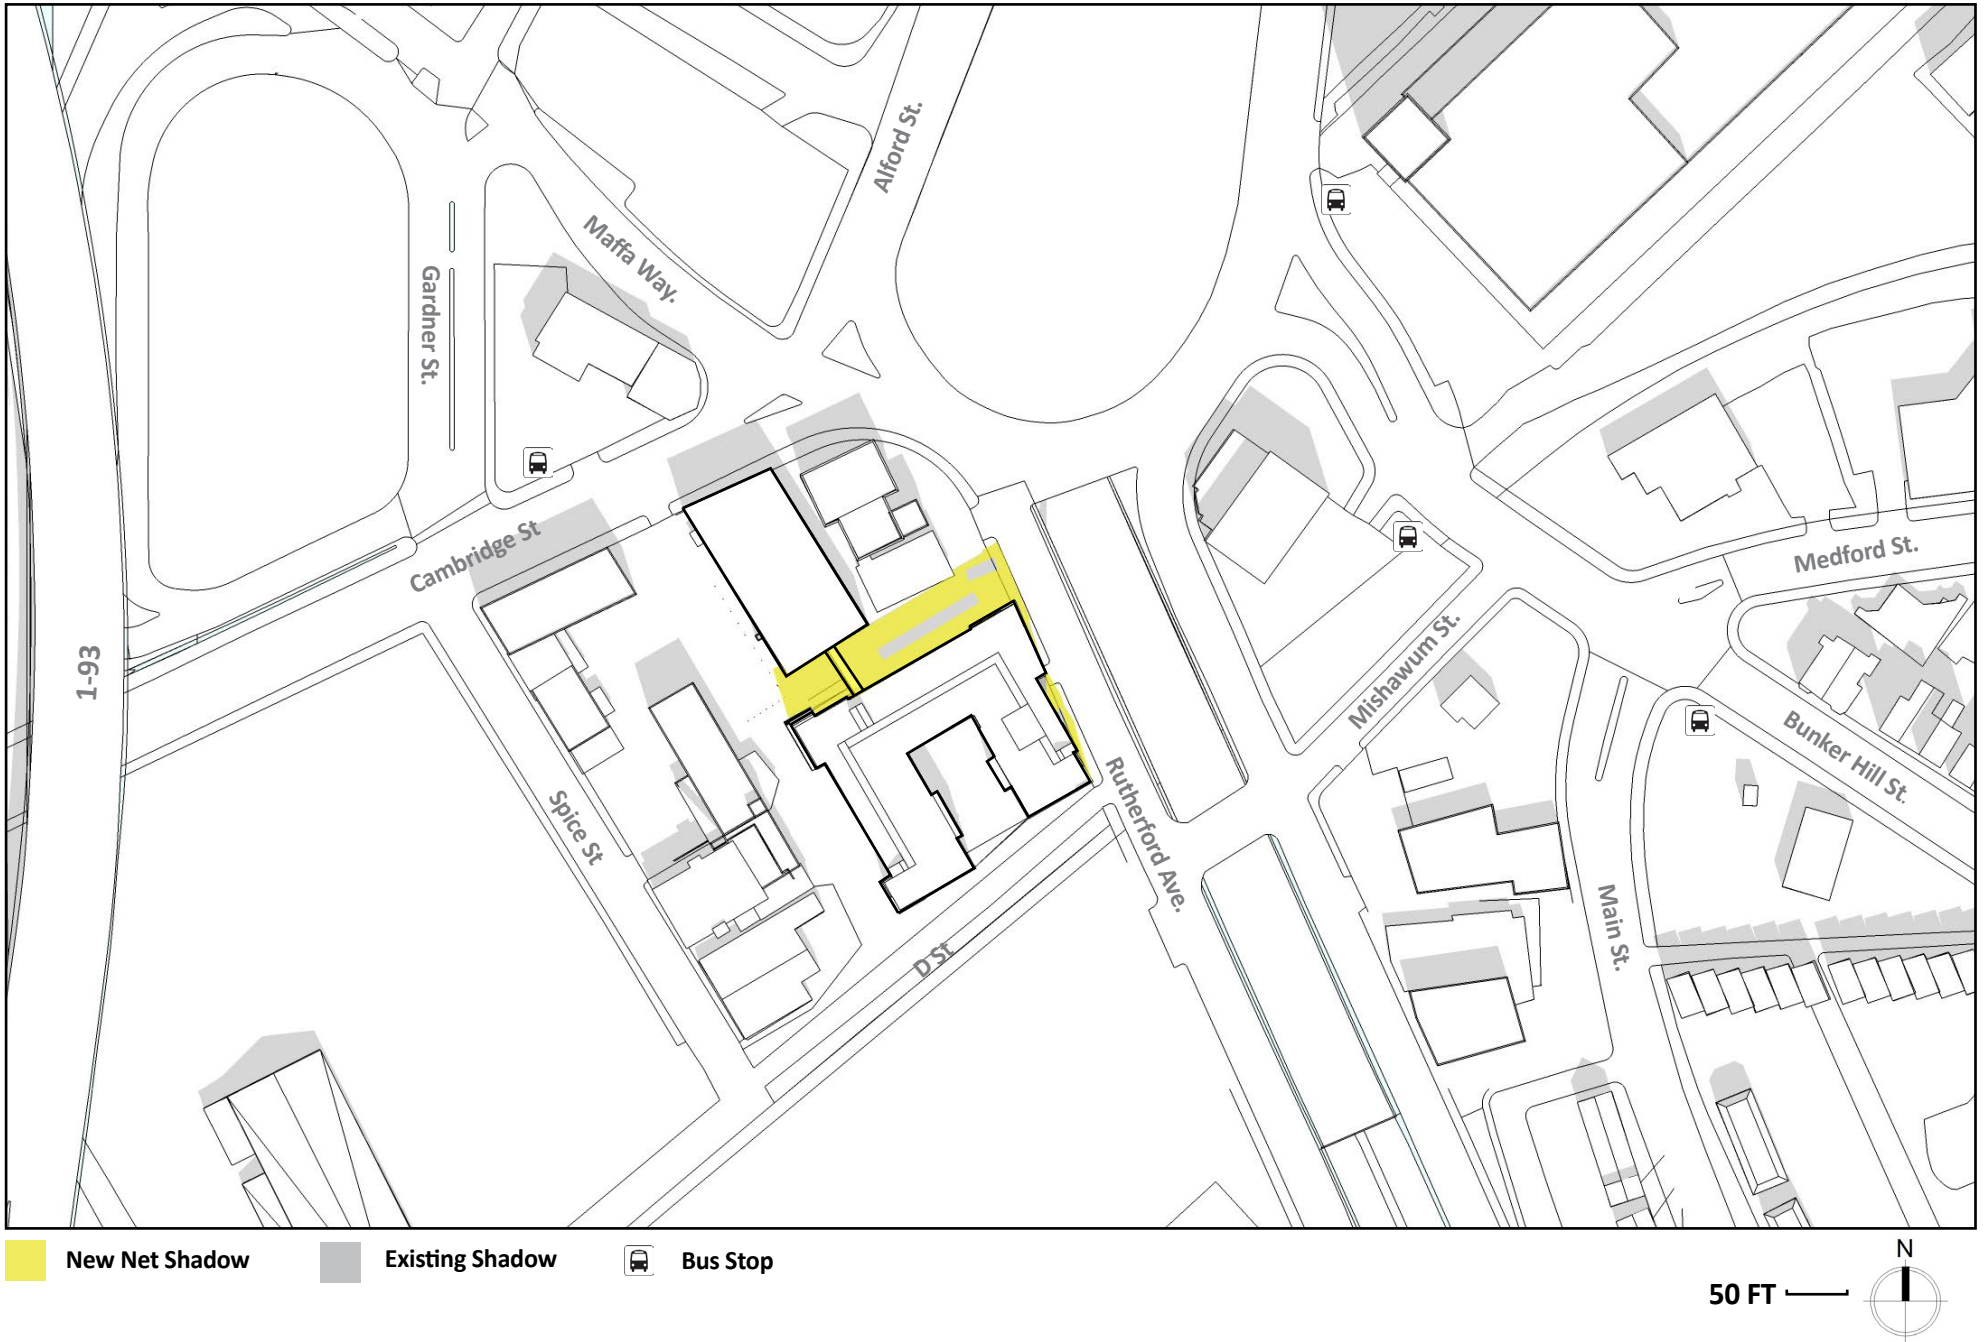 Alford St.
Maffa Way.
Gardner St.
Cambridge St
Medford St.
Mishawum St.
1-93
Bunker Hill St.
Spice St
Rutherford Ave.
Main St.
D St
New Net Shadow
Existing Shadow
Bus Stop
N
50 FT